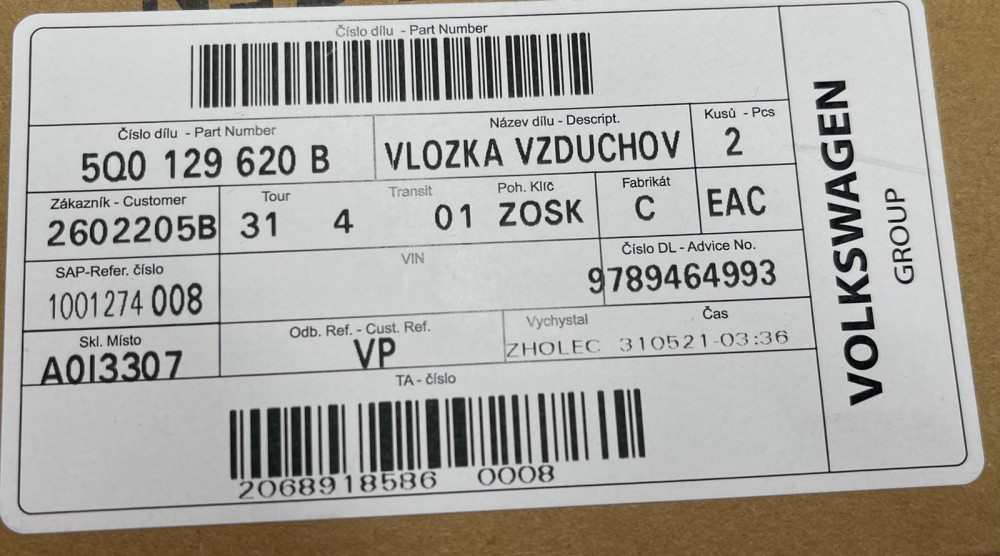 Číslo dílu - Part Number
Číslo dílu - Part Number
5Q0 129 620 B
Název dílu - Descript.
VLOZKA VZDUCHOV
Kusů - Pcs
2
Zákazník - Customer
2602205B
Tour
31 4
Transit
01
Poh. Klíč
ZOSK
Fabrikát
C
EAC
SAP-Refer. číslo
1001274 008
VIN
Číslo DL - Advice No.
9789464993
Skl. Místo
A0I3307
Odb. Ref. - Cust. Ref.
VP
Vychystal
Čas
ZHOLEC 310521-03:36
TA - číslo
2068918586 0008
VOLKSWAGEN
GROUP